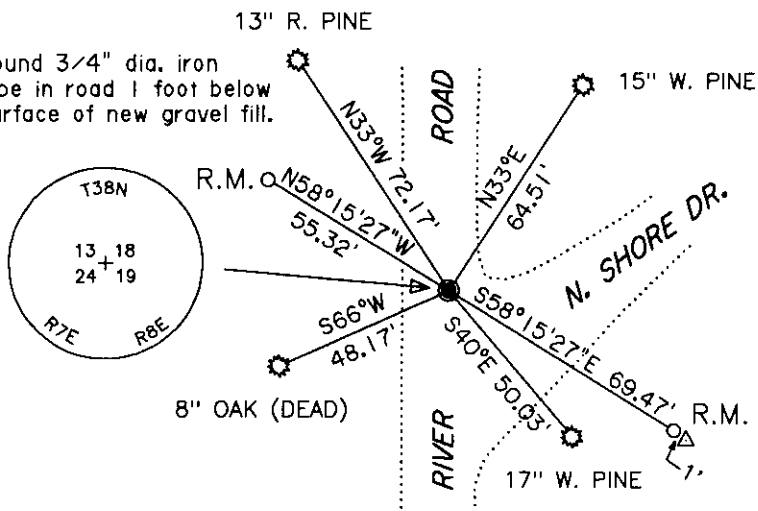 13" R. PINE
ound 3/4" dia. iron
pe in road 1 foot below
urface of new gravel fill.
ROAD
15" W. PINE
N33°W 72.17'
N33°E
64.51'
T38N
13 18
24 19
R7E
R8E
R.M.
N58°15'27"W
55.32'
N. SHORE DR.
S66°W
48.17'
S58°15'27"E 69.47'
S40°E 50.03'
R.M.
1'
8" OAK (DEAD)
RIVER
17" W. PINE